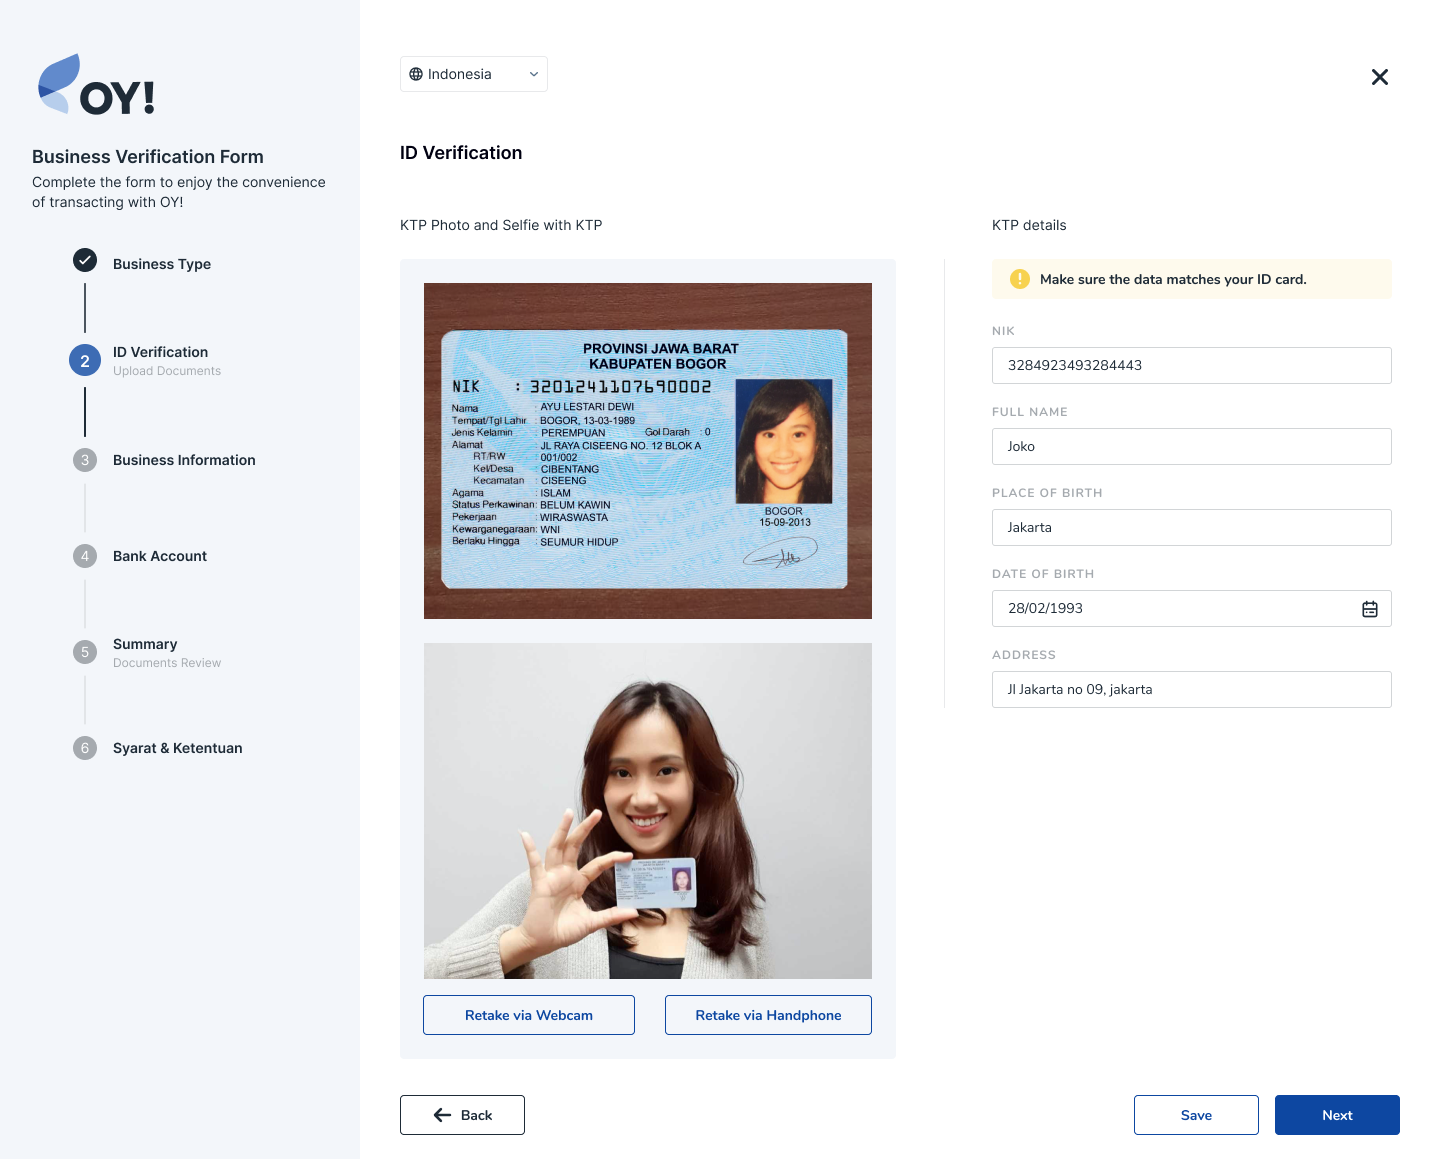 OY!
Business Verification Form
Complete the form to enjoy the convenience
of transacting with OY!
Business Type
2
ID Verification
Upload Documents
3
Business Information
4
Bank Account
5
Summary
Documents Review
6
Syarat & Ketentuan
Indonesia
ID Verification
KTP Photo and Selfie with KTP
PROVINSI JAWA BARAT
KABUPATEN BOGOR
NIK : 3201241107690002
Nama : AYU LESTARI DEWI
Tempat/Tgl Lahir : BOGOR, 13-03-1989
Jenis Kelamin : PEREMPUAN Gol Darah : 0
Alamat : JL RAYA CISEENG NO. 12 BLOK A
RT/RW : 001/002
Kel/Desa : CIBENTANG
Kecamatan : CISEENG
Agama : ISLAM
Status Perkawinan: BELUM KAWIN
Pekerjaan : WIRASWASTA
Kewarganegaraan: WNI
Berlaku Hingga : SEUMUR HIDUP
BOGOR
15-09-2013
Retake via Webcam
Retake via Handphone
KTP details
Make sure the data matches your ID card.
NIK
3284923493284443
FULL NAME
Joko
PLACE OF BIRTH
Jakarta
DATE OF BIRTH
28/02/1993
ADDRESS
Jl Jakarta no 09, jakarta
Back
Save
Next